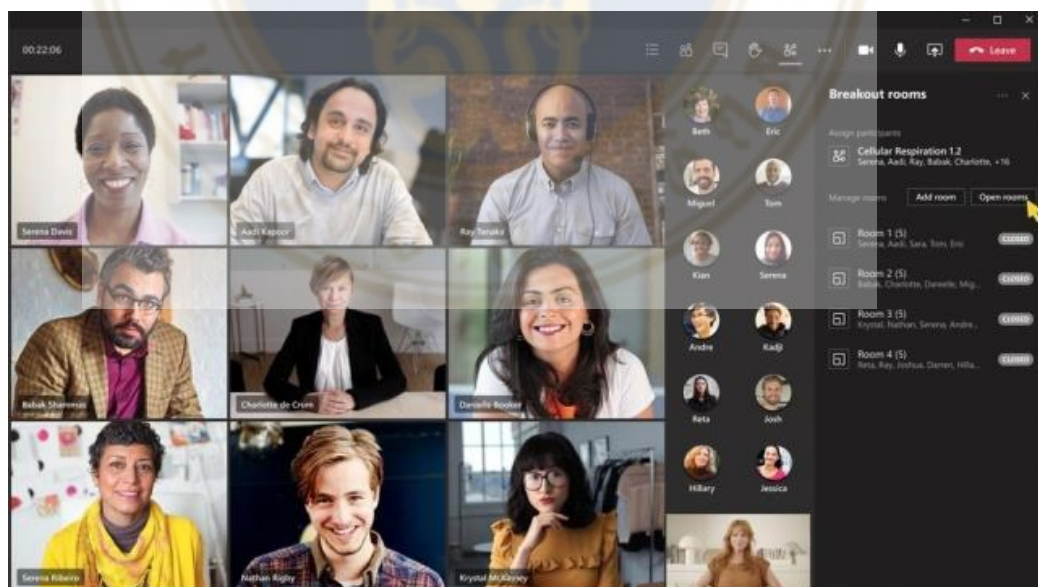 00:22:06
Leave
Serena Davis
Aadi Kapoor
Ray Tanaka
Babak Shammas
Charlotte de Crum
Danielle Booker
Serena Ribeiro
Nathan Rigby
Krystal McKinney
Beth
Eric
Miguel
Tom
Kian
Serena
Andre
Kadji
Reta
Josh
Hillary
Jessica
Breakout rooms
Assign participants
Cellular Respiration 1.2
Serena, Aadi, Ray, Babak, Charlotte, +16
Manage rooms
Add room
Open rooms
Room 1 (5)
CLOSED
Serena, Aadi, Sara, Tom, Eric
Room 2 (5)
CLOSED
Babak, Charlotte, Danielle, Mig...
Room 3 (5)
CLOSED
Krystal, Nathan, Serena, Andre...
Room 4 (5)
CLOSED
Reta, Ray, Joshua, Darren, Hilla...